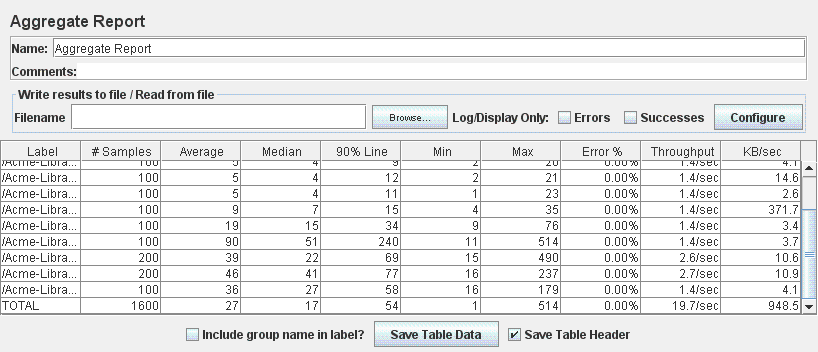 Aggregate Report
Name: Aggregate Report
Comments:
Write results to file / Read from file
Filename Browse... Log/Display Only: Errors Successes Configure
Label # Samples Average Median 90% Line Min Max Error % Throughput KB/sec
/Acme-Libra... 100 5 4 9 2 20 0.00% 1.4/sec 4.1
/Acme-Libra... 100 5 4 12 2 21 0.00% 1.4/sec 14.6
/Acme-Libra... 100 5 4 11 1 23 0.00% 1.4/sec 2.6
/Acme-Libra... 100 9 7 15 4 35 0.00% 1.4/sec 371.7
/Acme-Libra... 100 19 15 34 9 76 0.00% 1.4/sec 3.4
/Acme-Libra... 100 90 51 240 11 514 0.00% 1.4/sec 3.7
/Acme-Libra... 200 39 22 69 15 490 0.00% 2.6/sec 10.6
/Acme-Libra... 200 46 41 77 16 237 0.00% 2.7/sec 10.9
/Acme-Libra... 100 36 27 58 16 179 0.00% 1.4/sec 4.1
TOTAL 1600 27 17 54 1 514 0.00% 19.7/sec 948.5
Include group name in label? Save Table Data Save Table Header